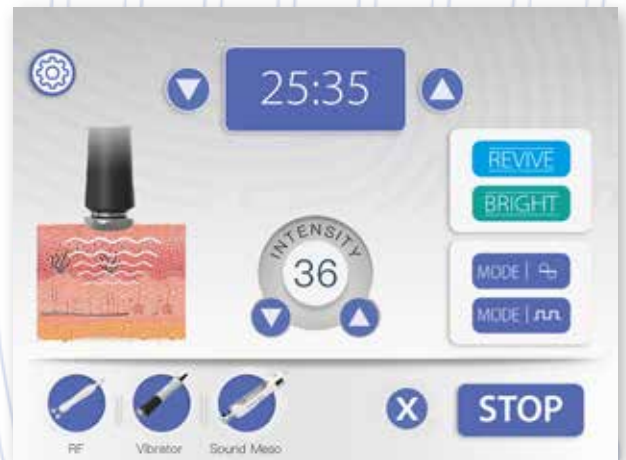 25:35
REVIVE
BRIGHT
INTENSITY
36
MODE
MODE
RF
Vibrator
Sound Meso
X
STOP